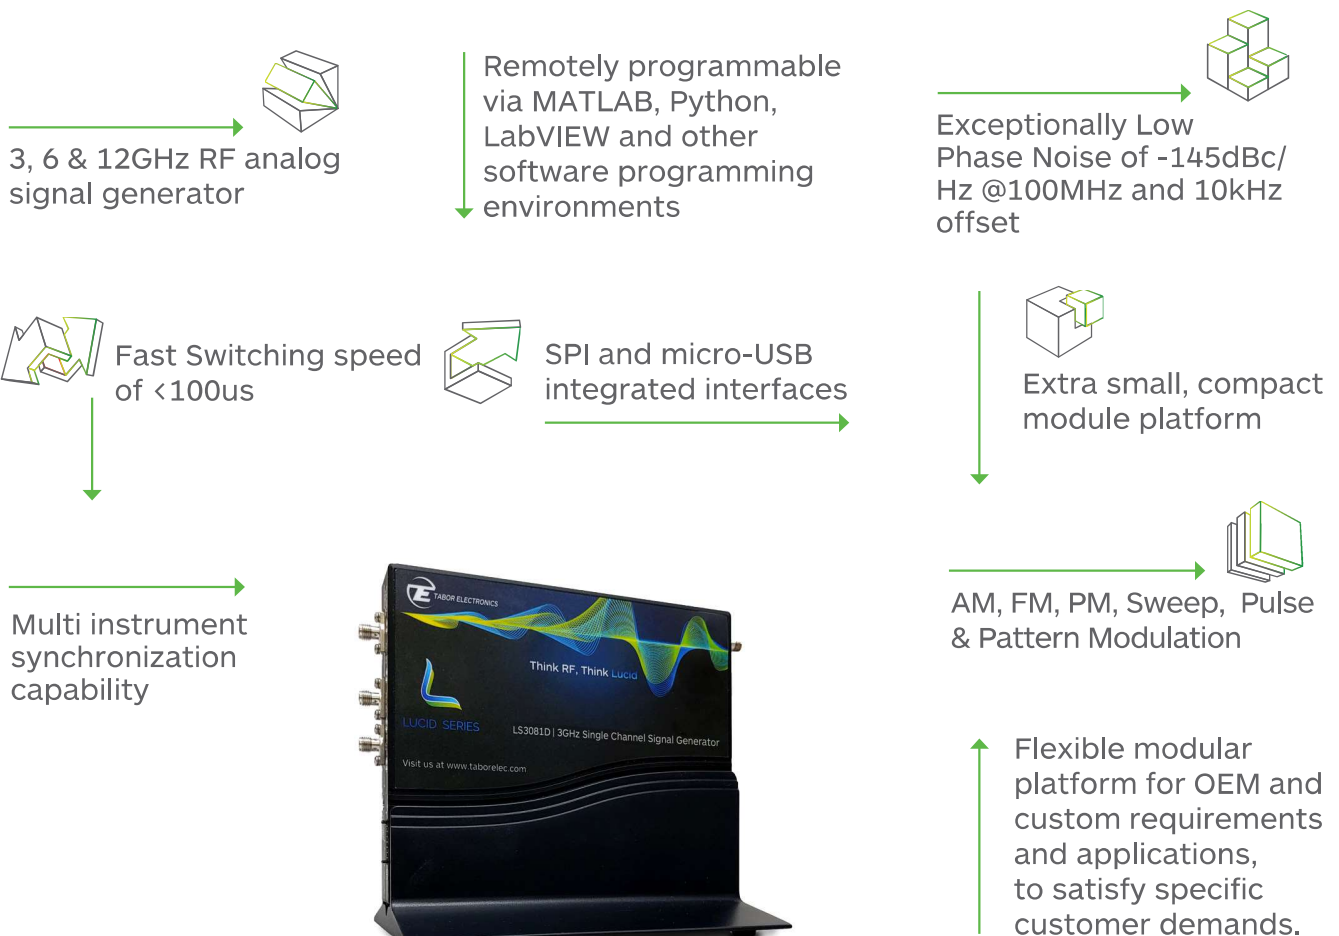 3, 6 & 12GHz RF analog
signal generator
Remotely programmable
via MATLAB, Python,
LabVIEW and other
software programming
environments
Exceptionally Low
Phase Noise of -145dBc/
Hz @100MHz and 10kHz
offset
Fast Switching speed
of <100us
SPI and micro-USB
integrated interfaces
Extra small, compact
module platform
Multi instrument
synchronization
capability
TE TABOR ELECTRONICS
Think RF, Think Lucid
LUCID SERIES
LS3081D | 3GHz Single Channel Signal Generator
Visit us at www.taborelec.com
AM, FM, PM, Sweep, Pulse
& Pattern Modulation
Flexible modular
platform for OEM and
custom requirements
and applications,
to satisfy specific
customer demands.